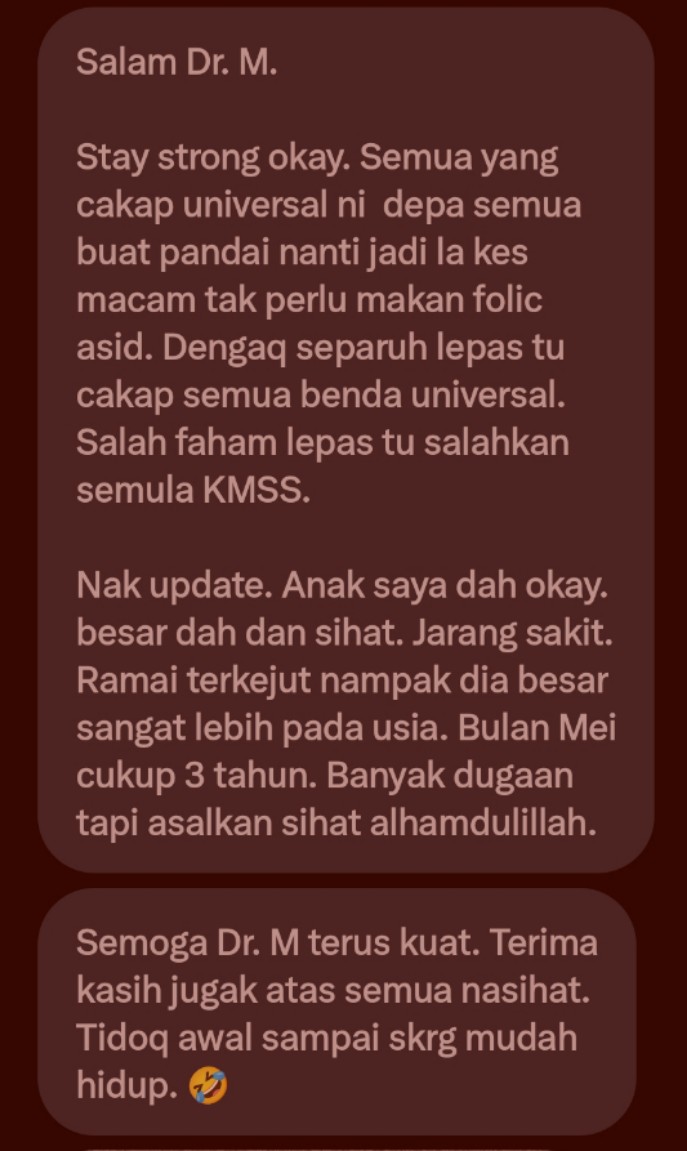 Salam Dr. M.
Stay strong okay. Semua yang
cakap universal ni  depa semua
buat pandai nanti jadi la kes
macam tak perlu makan folic
asid. Dengaq separuh lepas tu
cakap semua benda universal.
Salah faham lepas tu salahkan
semula KMSS.
Nak update. Anak saya dah okay.
besar dah dan sihat. Jarang sakit.
Ramai terkejut nampak dia besar
sangat lebih pada usia. Bulan Mei
cukup 3 tahun. Banyak dugaan
tapi asalkan sihat alhamdulillah.
Semoga Dr. M terus kuat. Terima
kasih jugak atas semua nasihat.
Tidoq awal sampai skrg mudah
hidup. 🤣